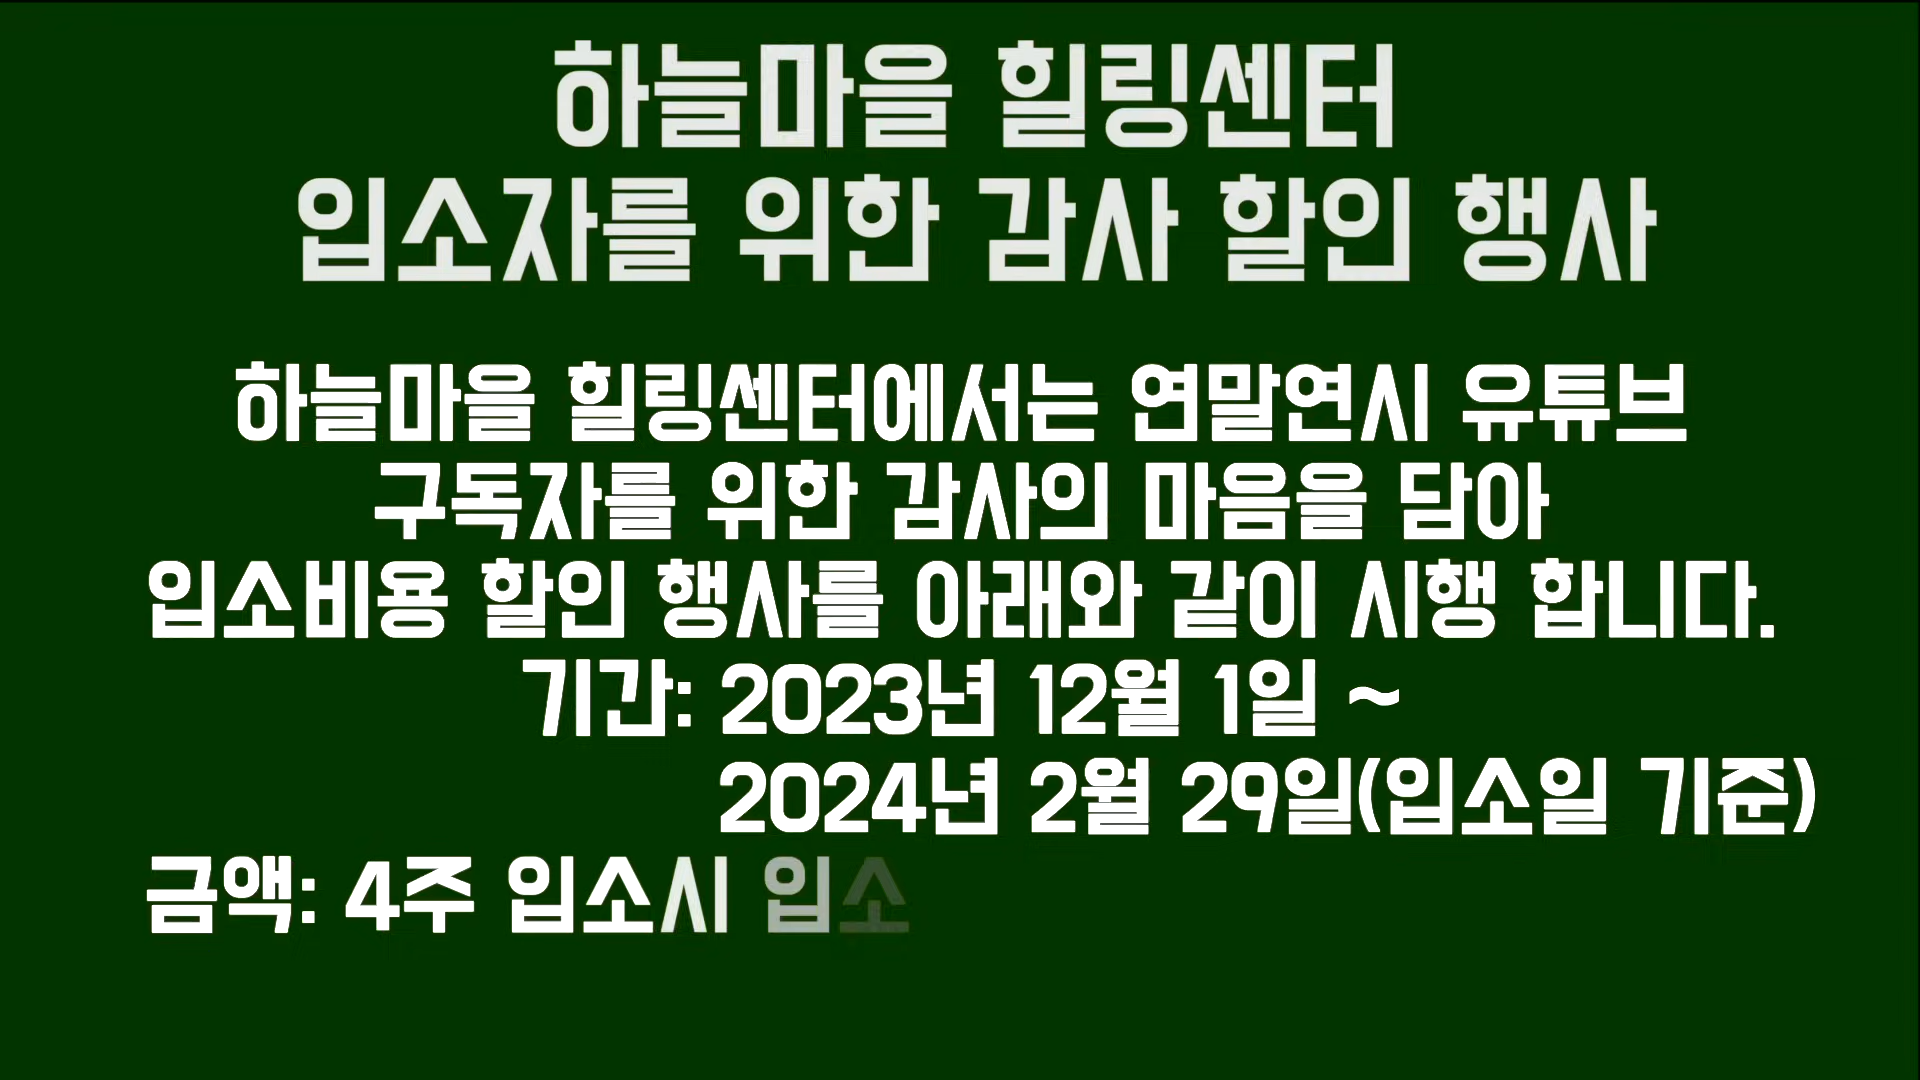 하늘마을 힐링센터
입소자를 위한 감사 할인 행사
하늘마을 힐링센터에서는 연말연시 유튜브
구독자를 위한 감사의 마음을 담아
입소비용 할인 행사를 아래와 같이 시행 합니다.
기간: 2023년 12월 1일 ~
2024년 2월 29일(입소일 기준)
금액: 4주 입소시 입소